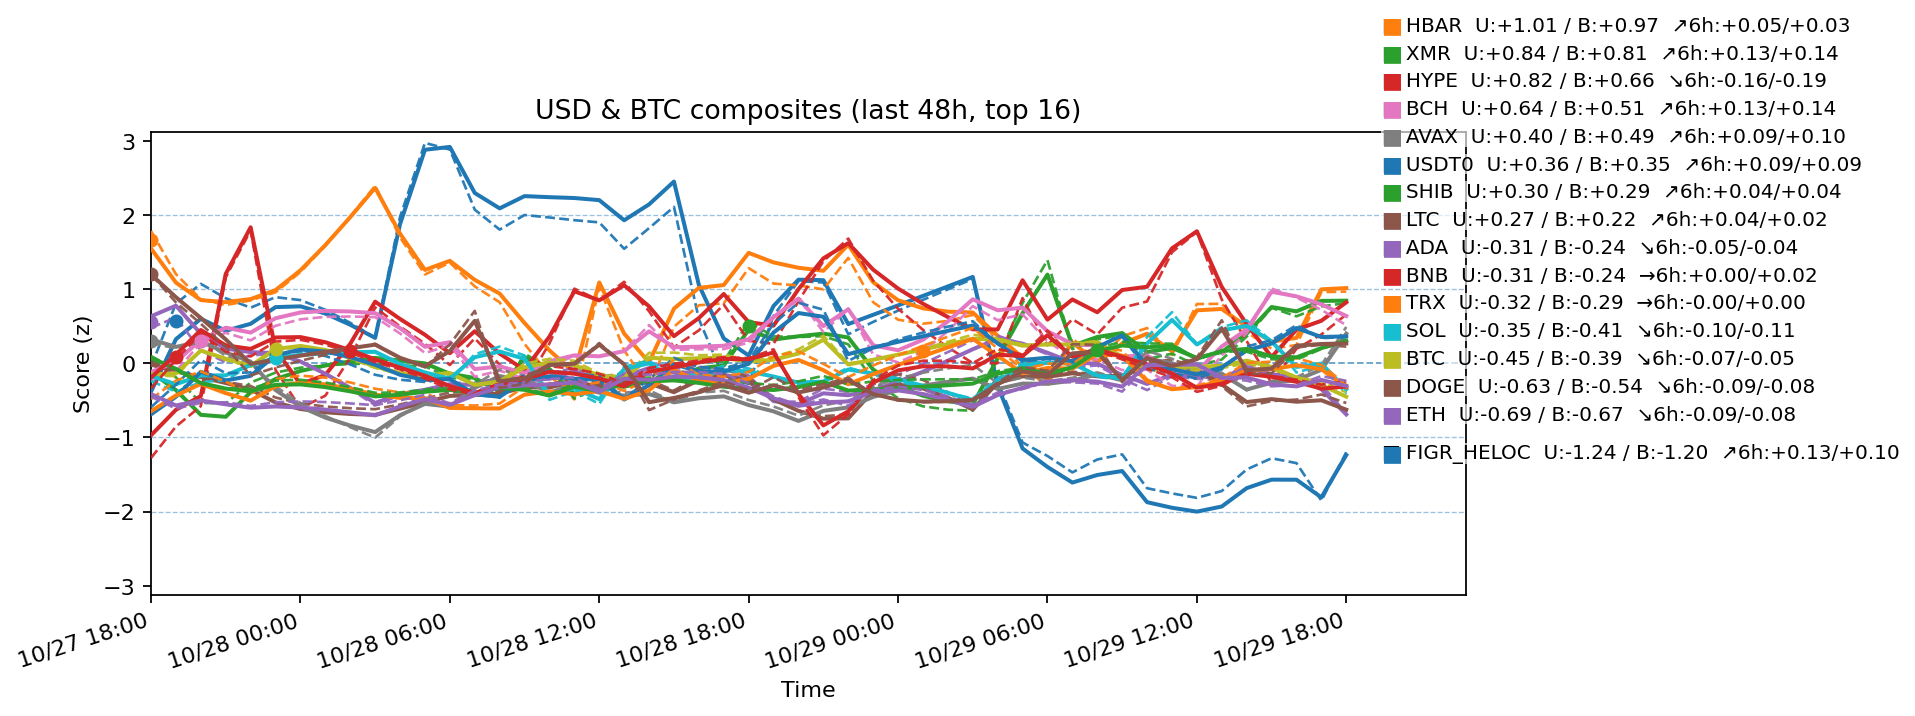 USD & BTC composites (last 48h, top 16)
HBAR  U:+1.01 / B:+0.97  ↗6h:+0.05/+0.03
XMR  U:+0.84 / B:+0.81  ↗6h:+0.13/+0.14
HYPE  U:+0.82 / B:+0.66  ↘6h:-0.16/-0.19
BCH  U:+0.64 / B:+0.51  ↗6h:+0.13/+0.14
AVAX  U:+0.40 / B:+0.49  ↗6h:+0.09/+0.10
USDT0  U:+0.36 / B:+0.35  ↗6h:+0.09/+0.09
SHIB  U:+0.30 / B:+0.29  ↗6h:+0.04/+0.04
LTC  U:+0.27 / B:+0.22  ↗6h:+0.04/+0.02
ADA  U:-0.31 / B:-0.24  ↘6h:-0.05/-0.04
BNB  U:-0.31 / B:-0.24  →6h:+0.00/+0.02
TRX  U:-0.32 / B:-0.29  →6h:-0.00/+0.00
SOL  U:-0.35 / B:-0.41  ↘6h:-0.10/-0.11
BTC  U:-0.45 / B:-0.39  ↘6h:-0.07/-0.05
DOGE  U:-0.63 / B:-0.54  ↘6h:-0.09/-0.08
ETH  U:-0.69 / B:-0.67  ↘6h:-0.09/-0.08
FIGR_HELOC  U:-1.24 / B:-1.20  ↗6h:+0.13/+0.10
Score (z)
3
2
1
0
−1
−2
−3
10/27 18:00
10/28 00:00
10/28 06:00
10/28 12:00
10/28 18:00
10/29 00:00
10/29 06:00
10/29 12:00
10/29 18:00
Time